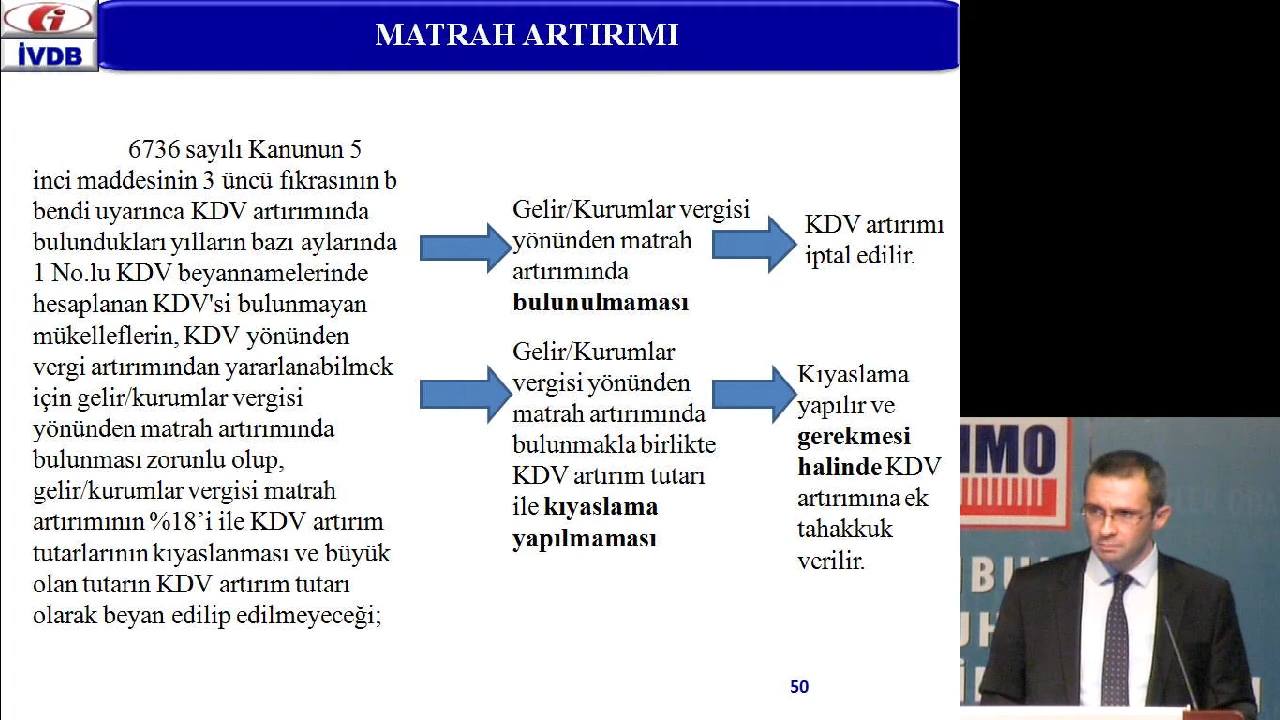 İVDB
MATRAH ARTIRIMI
6736 sayılı Kanunun 5
inci maddesinin 3 üncü fıkrasının b
bendi uyarınca KDV artırımında
bulundukları yılların bazı aylarında
1 No.lu KDV beyannamelerinde
hesaplanan KDV'si bulunmayan
mükelleflerin, KDV yönünden
vergi artırımından yararlanabilmek
için gelir/kurumlar vergisi
yönünden matrah artırımında
bulunması zorunlu olup,
gelir/kurumlar vergisi matrah
artırımının %18’i ile KDV artırım
tutarlarının kıyaslanması ve büyük
olan tutarın KDV artırım tutarı
olarak beyan edilip edilmeyeceği;
Gelir/Kurumlar vergisi
yönünden matrah
artırımında
bulunulmaması
KDV artırımı
iptal edilir.
Gelir/Kurumlar
vergisi yönünden
matrah artırımında
bulunmakla birlikte
KDV artırım tutarı
ile kıyaslama
yapılmaması
Kıyaslama
yapılır ve
gerekmesi
halinde KDV
artırımına ek
tahakkuk
verilir.
50
MMO